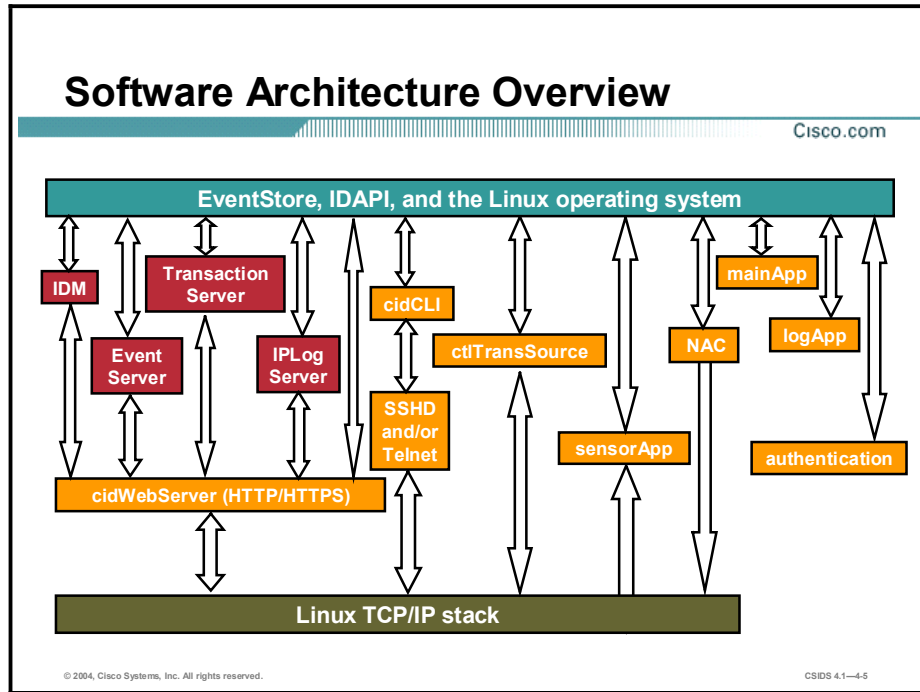 Software Architecture Overview
Cisco.com
EventStore, IDAPI, and the Linux operating system
IDM
Transaction
Server
Event
Server
IPLog
Server
cidCLI
SSHD
and/or
Telnet
ctlTransSource
sensorApp
NAC
mainApp
logApp
authentication
cidWebServer (HTTP/HTTPS)
Linux TCP/IP stack
© 2004, Cisco Systems, Inc. All rights reserved.
CSIDS 4.1—4-5